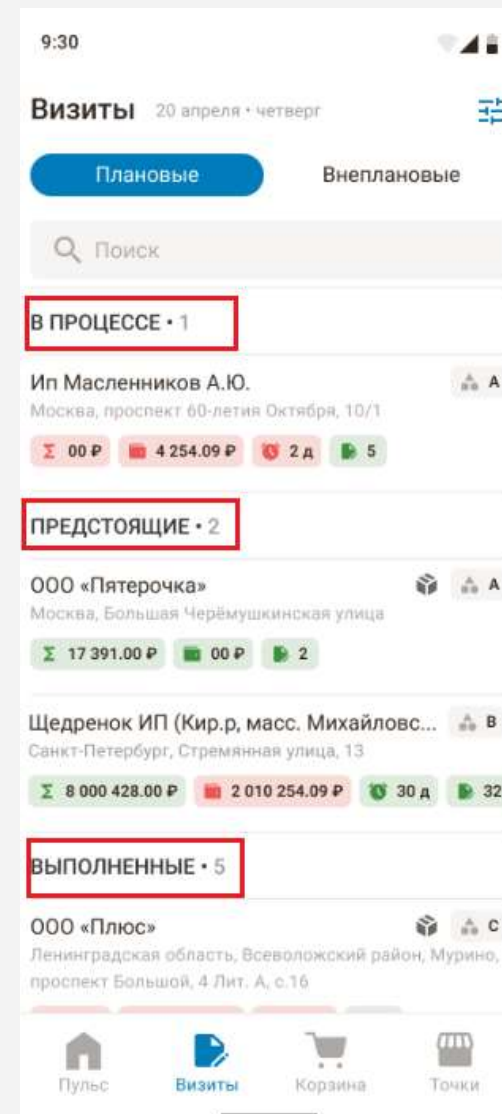 9:30
Визиты 20 апреля • четверг
Плановые Внеплановые
Поиск
В ПРОЦЕССЕ • 1
Ип Масленников А.Ю. А
Москва, проспект 60-летия Октября, 10/1
Σ 00 ₽ 4 254.09 ₽ 2 д 5
ПРЕДСТОЯЩИЕ • 2
ООО «Пятерочка» А
Москва, Большая Черёмушкинская улица
Σ 17 391.00 ₽ 00 ₽ 2
Щедренок ИП (Кир.р, масс. Михайловс... В
Санкт-Петербург, Стремянная улица, 13
Σ 8 000 428.00 ₽ 2 010 254.09 ₽ 30 д 32
ВЫПОЛНЕННЫЕ • 5
ООО «Плюс» С
Ленинградская область, Всеволожский район, Мурино,
проспект Большой, 4 Лит. А, с.16
Пульс Визиты Корзина Точки